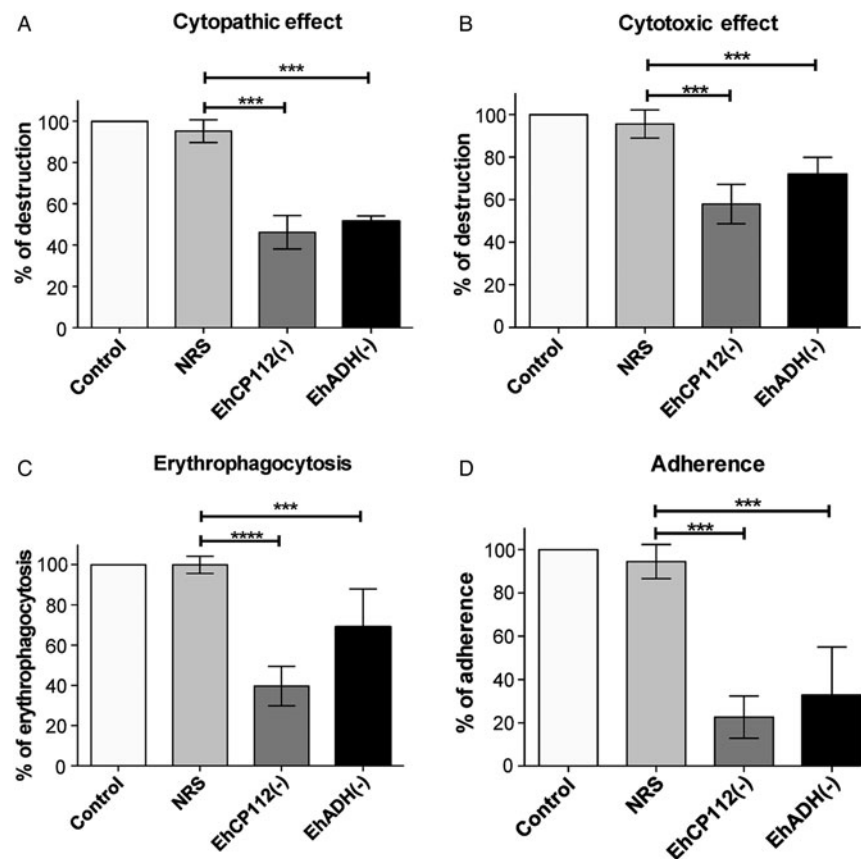 A
Cytopathic effect
***
***
% of destruction
100
80
60
40
20
0
Control
NRS
EhCP112(-)
EhADH(-)
B
Cytotoxic effect
***
***
% of destruction
100
80
60
40
20
0
Control
NRS
EhCP112(-)
EhADH(-)
C
Erythrophagocytosis
***
****
% of erythrophagocytosis
100
80
60
40
20
0
Control
NRS
EhCP112(-)
EhADH(-)
D
Adherence
***
***
% of adherence
100
80
60
40
20
0
Control
NRS
EhCP112(-)
EhADH(-)